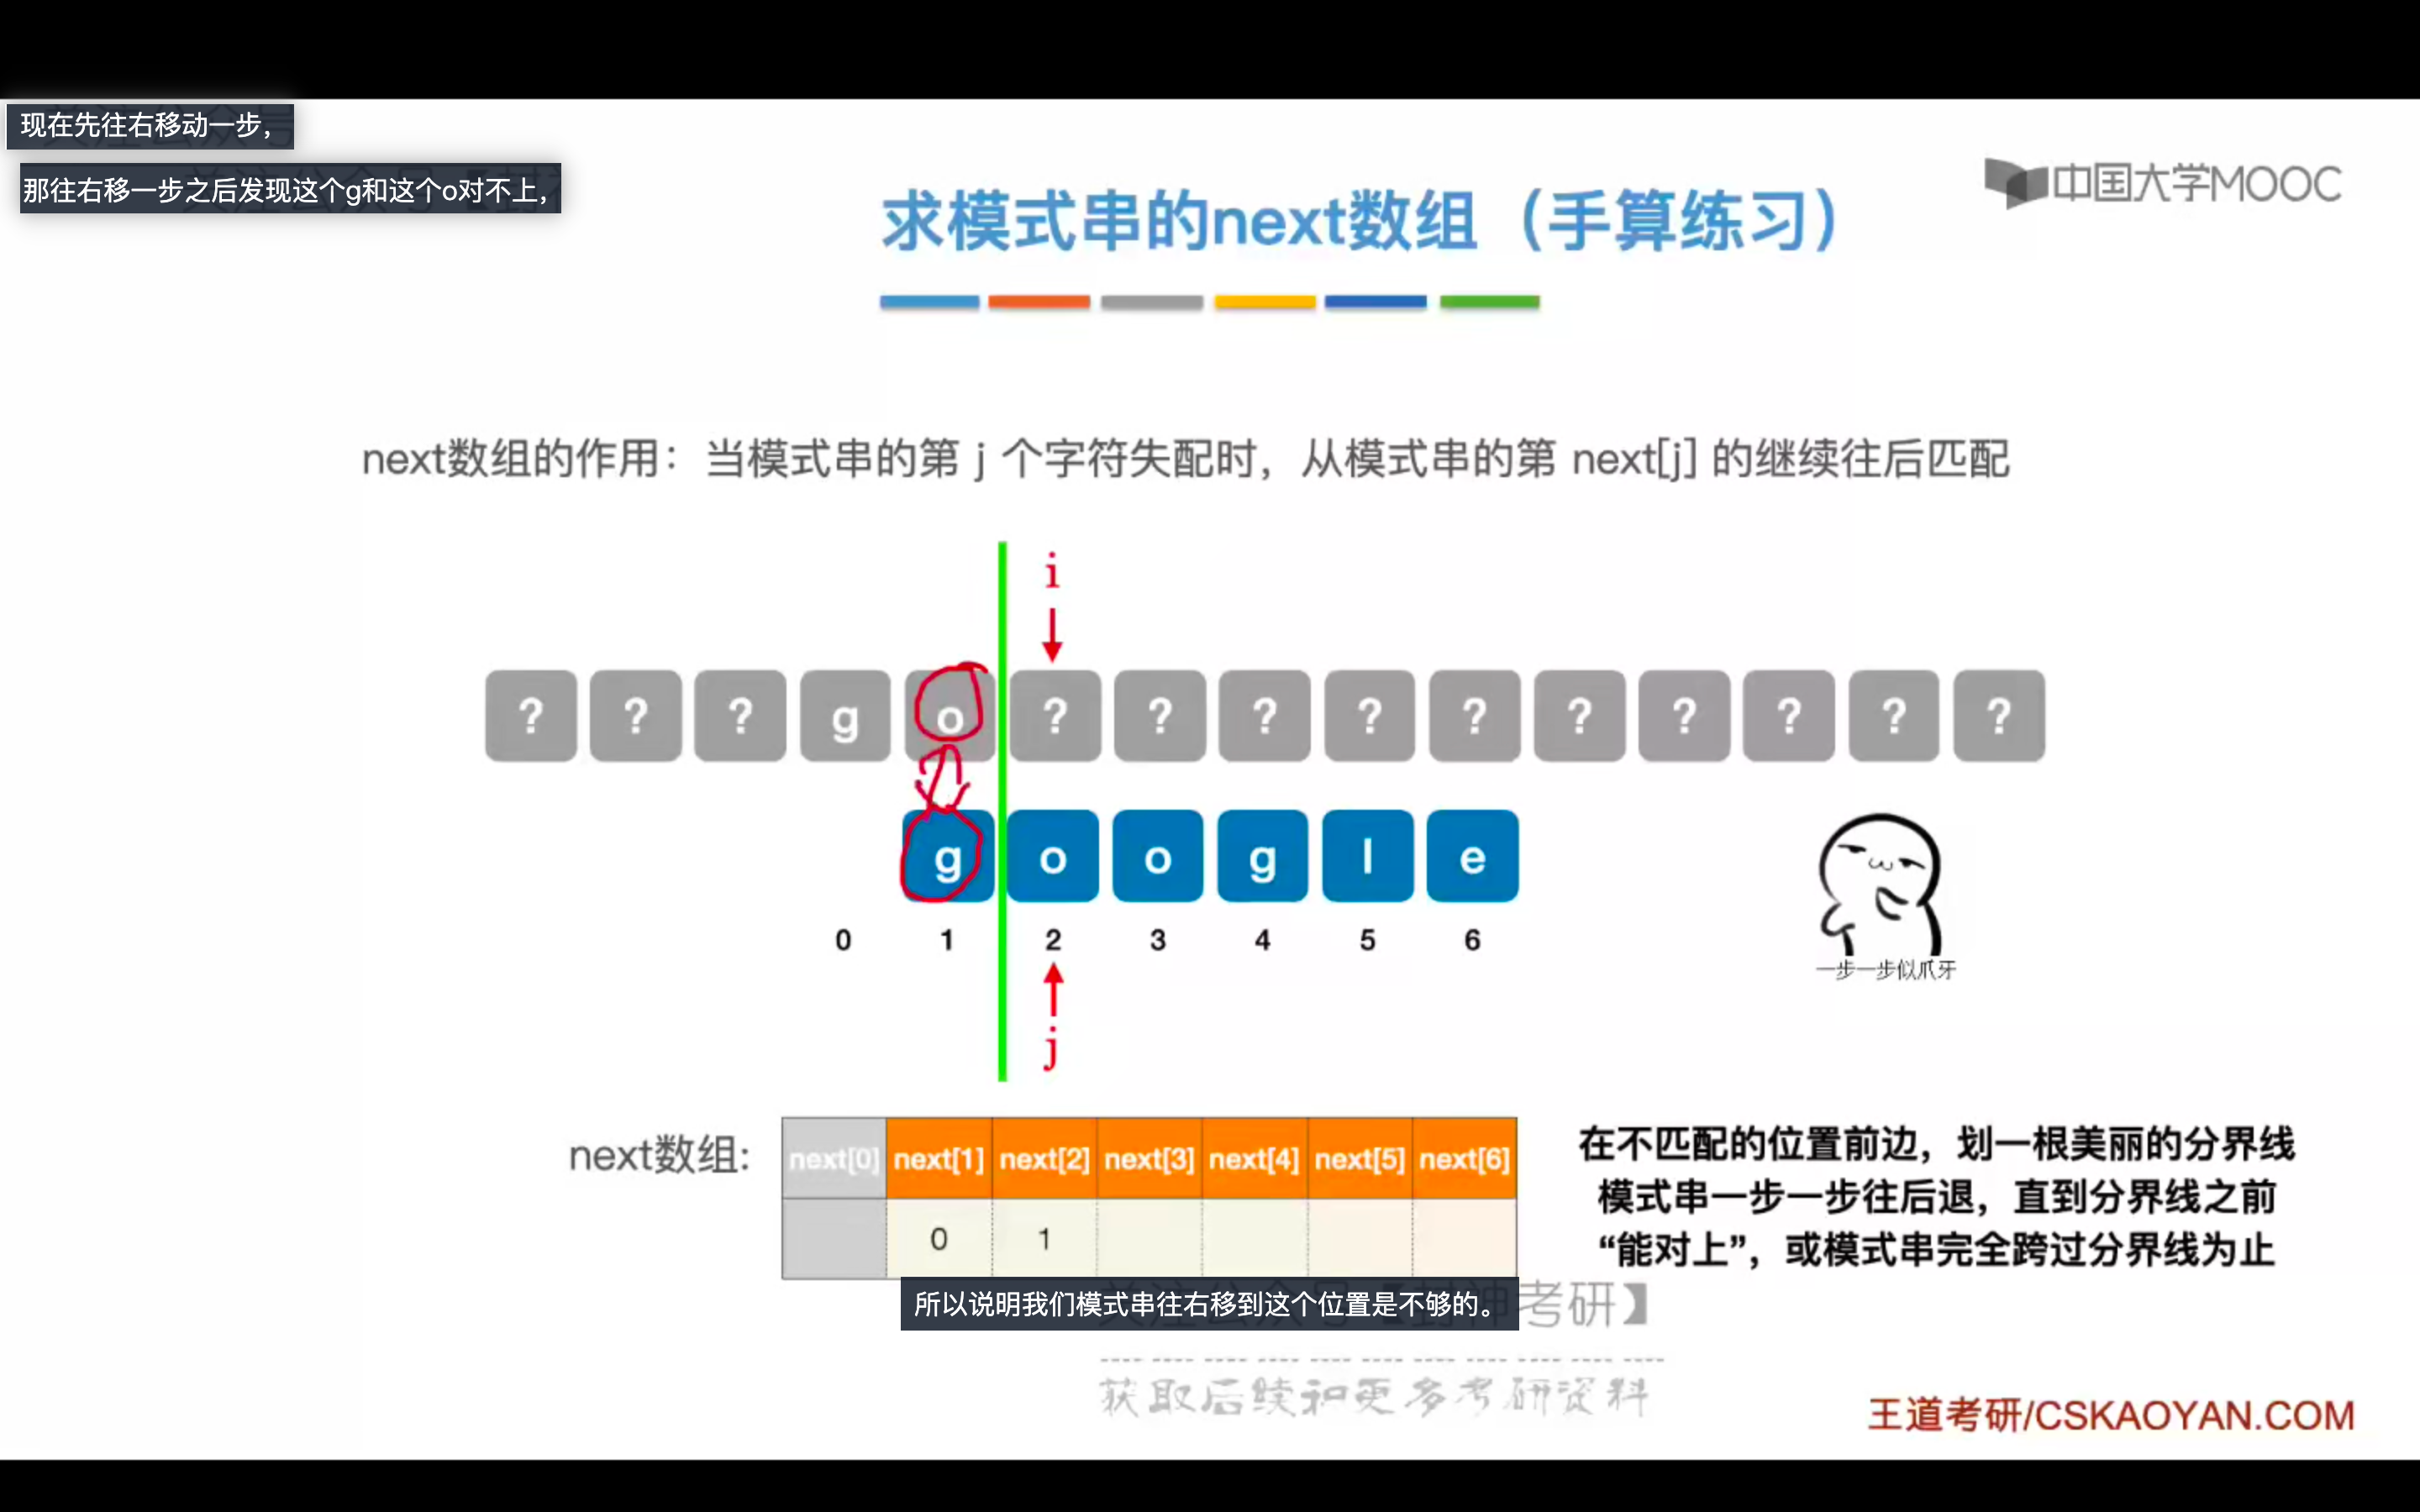 现在先往右移动一步,
那往右移一步之后发现这个g和这个o对不上,
中国大学MOOC
求模式串的next数组（手算练习）
next数组的作用：当模式串的第 j 个字符失配时，从模式串的第 next[j] 的继续往后匹配
i
? ? ? g o ? ? ? ? ? ? ? ? ? ?
g o o g l e
0 1 2 3 4 5 6
一步一步似爪牙
j
next数组:
next[0] next[1] next[2] next[3] next[4] next[5] next[6]
0 1
在不匹配的位置前边，划一根美丽的分界线
模式串一步一步往后退，直到分界线之前
“能对上”，或模式串完全跨过分界线为止
所以说明我们模式串往右移到这个位置是不够的。
考研】
获取后续和更多考研资料
王道考研/CSKAOYAN.COM